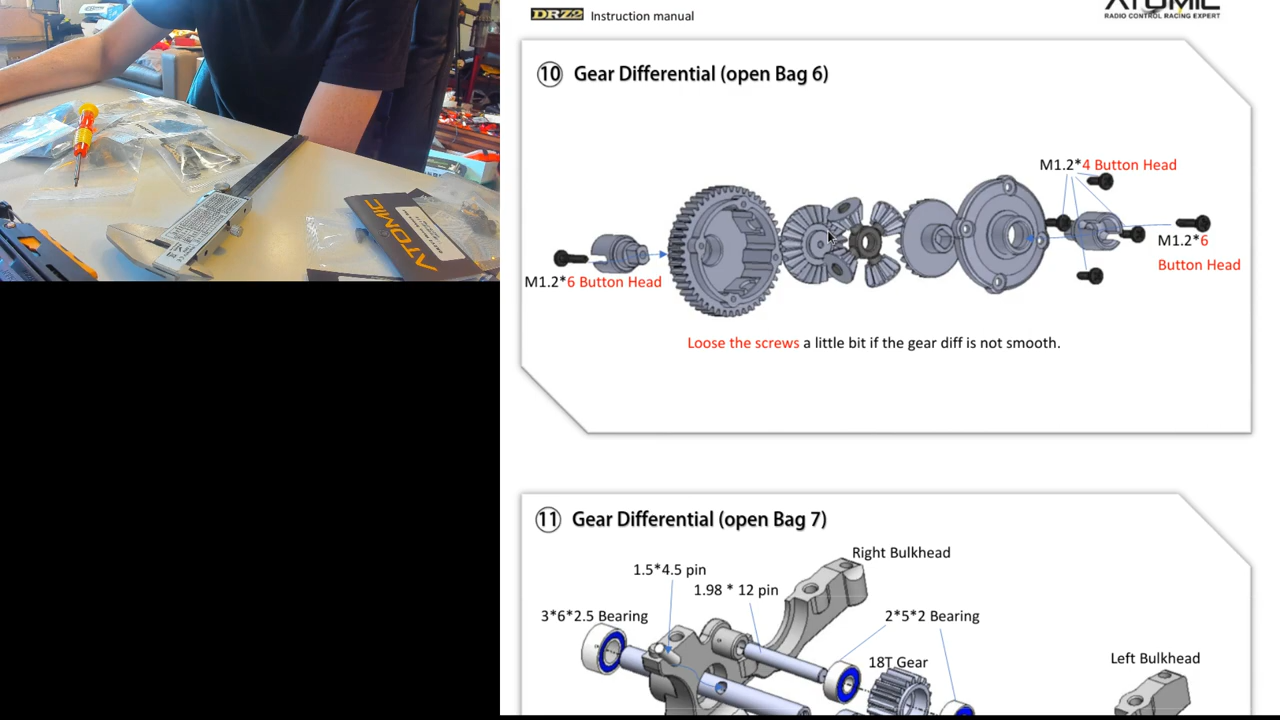 DRZ2 Instruction manual
ATOMIC
RADIO CONTROL RACING EXPERT
10 Gear Differential (open Bag 6)
M1.2*4 Button Head
M1.2*6
Button Head
M1.2*6 Button Head
Loose the screws a little bit if the gear diff is not smooth.
11 Gear Differential (open Bag 7)
Right Bulkhead
1.5*4.5 pin
1.98 * 12 pin
3*6*2.5 Bearing
2*5*2 Bearing
18T Gear
Left Bulkhead
ATOMIC